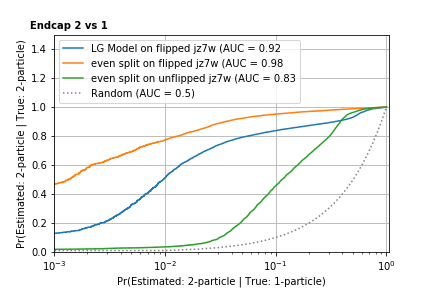 Endcap 2 vs 1
Pr(Estimated: 2-particle | True: 2-particle)
1.4
1.2
1.0
0.8
0.6
0.4
0.2
0.0
LG Model on flipped jz7w (AUC = 0.92
even split on flipped jz7w (AUC = 0.98
even split on unflipped jz7w (AUC = 0.83
Random (AUC = 0.5)
10⁻³ 10⁻² 10⁻¹ 10⁰
Pr(Estimated: 2-particle | True: 1-particle)